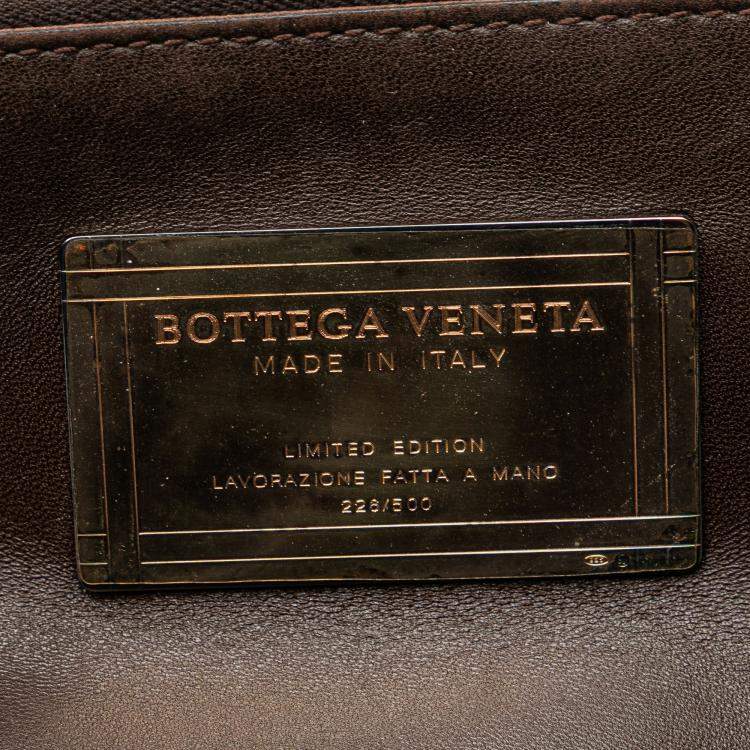 BOTTEGA VENETA
MADE IN ITALY
LIMITED EDITION
LAVORAZIONE FATTA A MANO
226/500